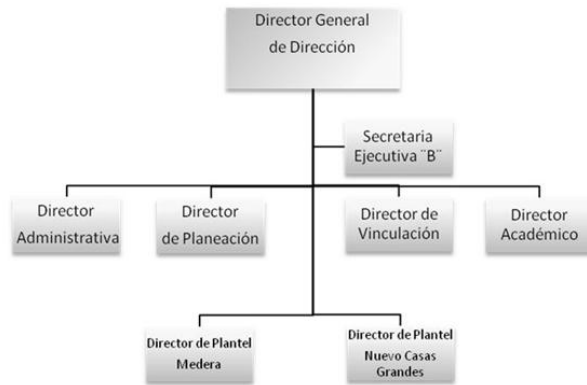 Director General
de Dirección
Secretaria
Ejecutiva ¨B¨
Director
Administrativa
Director
de Planeación
Director de
Vinculación
Director
Académico
Director de Plantel
Medera
Director de Plantel
Nuevo Casas
Grandes